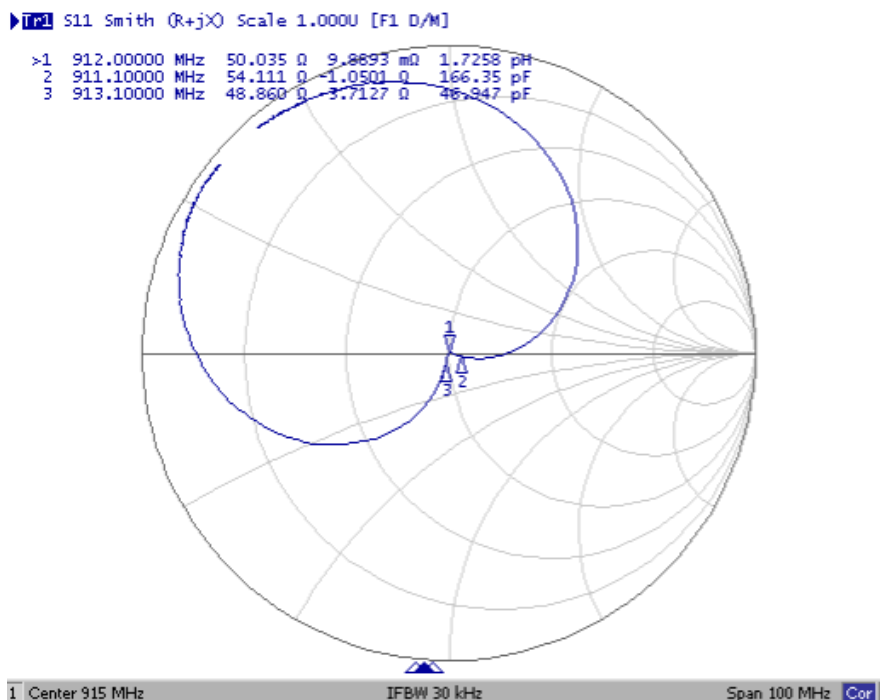 Tr1 S11 Smith (R+jX) Scale 1.000U [F1 D/M]
>1 912.00000 MHz 50.035 Ω 9.8893 mΩ 1.7258 pH
2 911.10000 MHz 54.111 Ω -1.0501 Ω 166.35 pF
3 913.10000 MHz 48.860 Ω -3.7127 Ω 46.947 pF
1
2
3
1 Center 915 MHz IFBW 30 kHz Span 100 MHz Cor